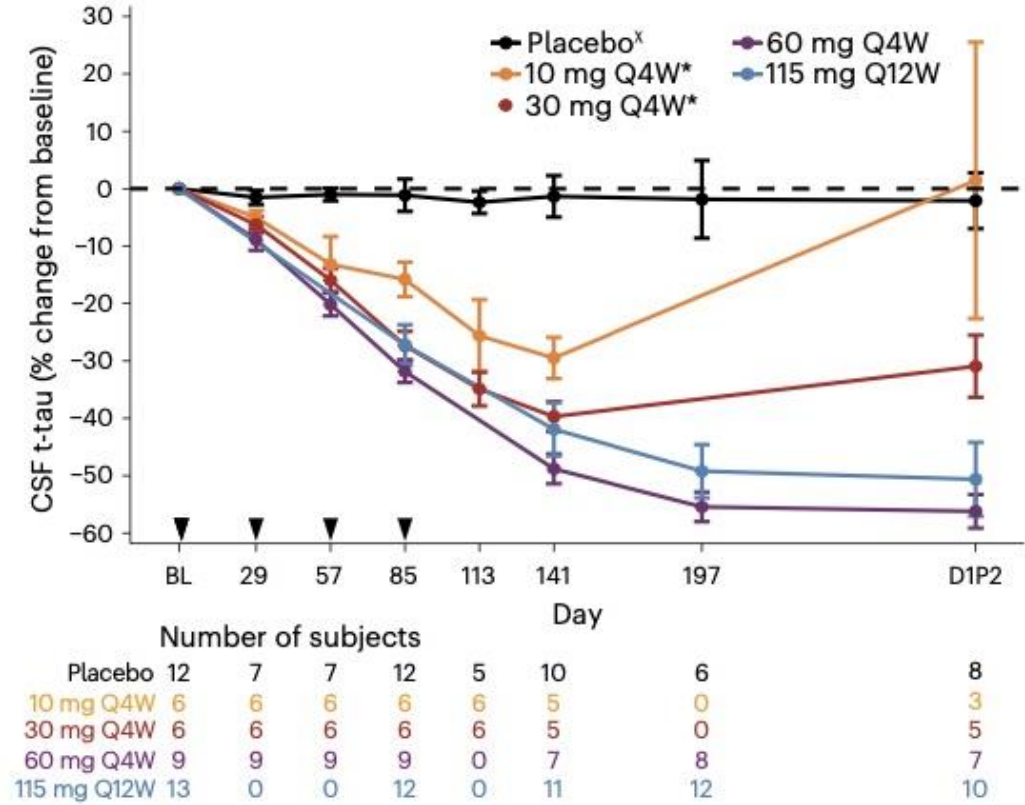 30
20
10
0
−10
−20
−30
−40
−50
−60
CSF t-tau (% change from baseline)
Placeboᵡ
10 mg Q4W*
30 mg Q4W*
60 mg Q4W
115 mg Q12W
BL 29 57 85 113 141 197 D1P2
Day
Number of subjects
Placebo 12 7 7 12 5 10 6 8
10 mg Q4W 6 6 6 6 6 5 0 3
30 mg Q4W 6 6 6 6 6 5 0 5
60 mg Q4W 9 9 9 9 0 7 8 7
115 mg Q12W 13 0 0 12 0 11 12 10